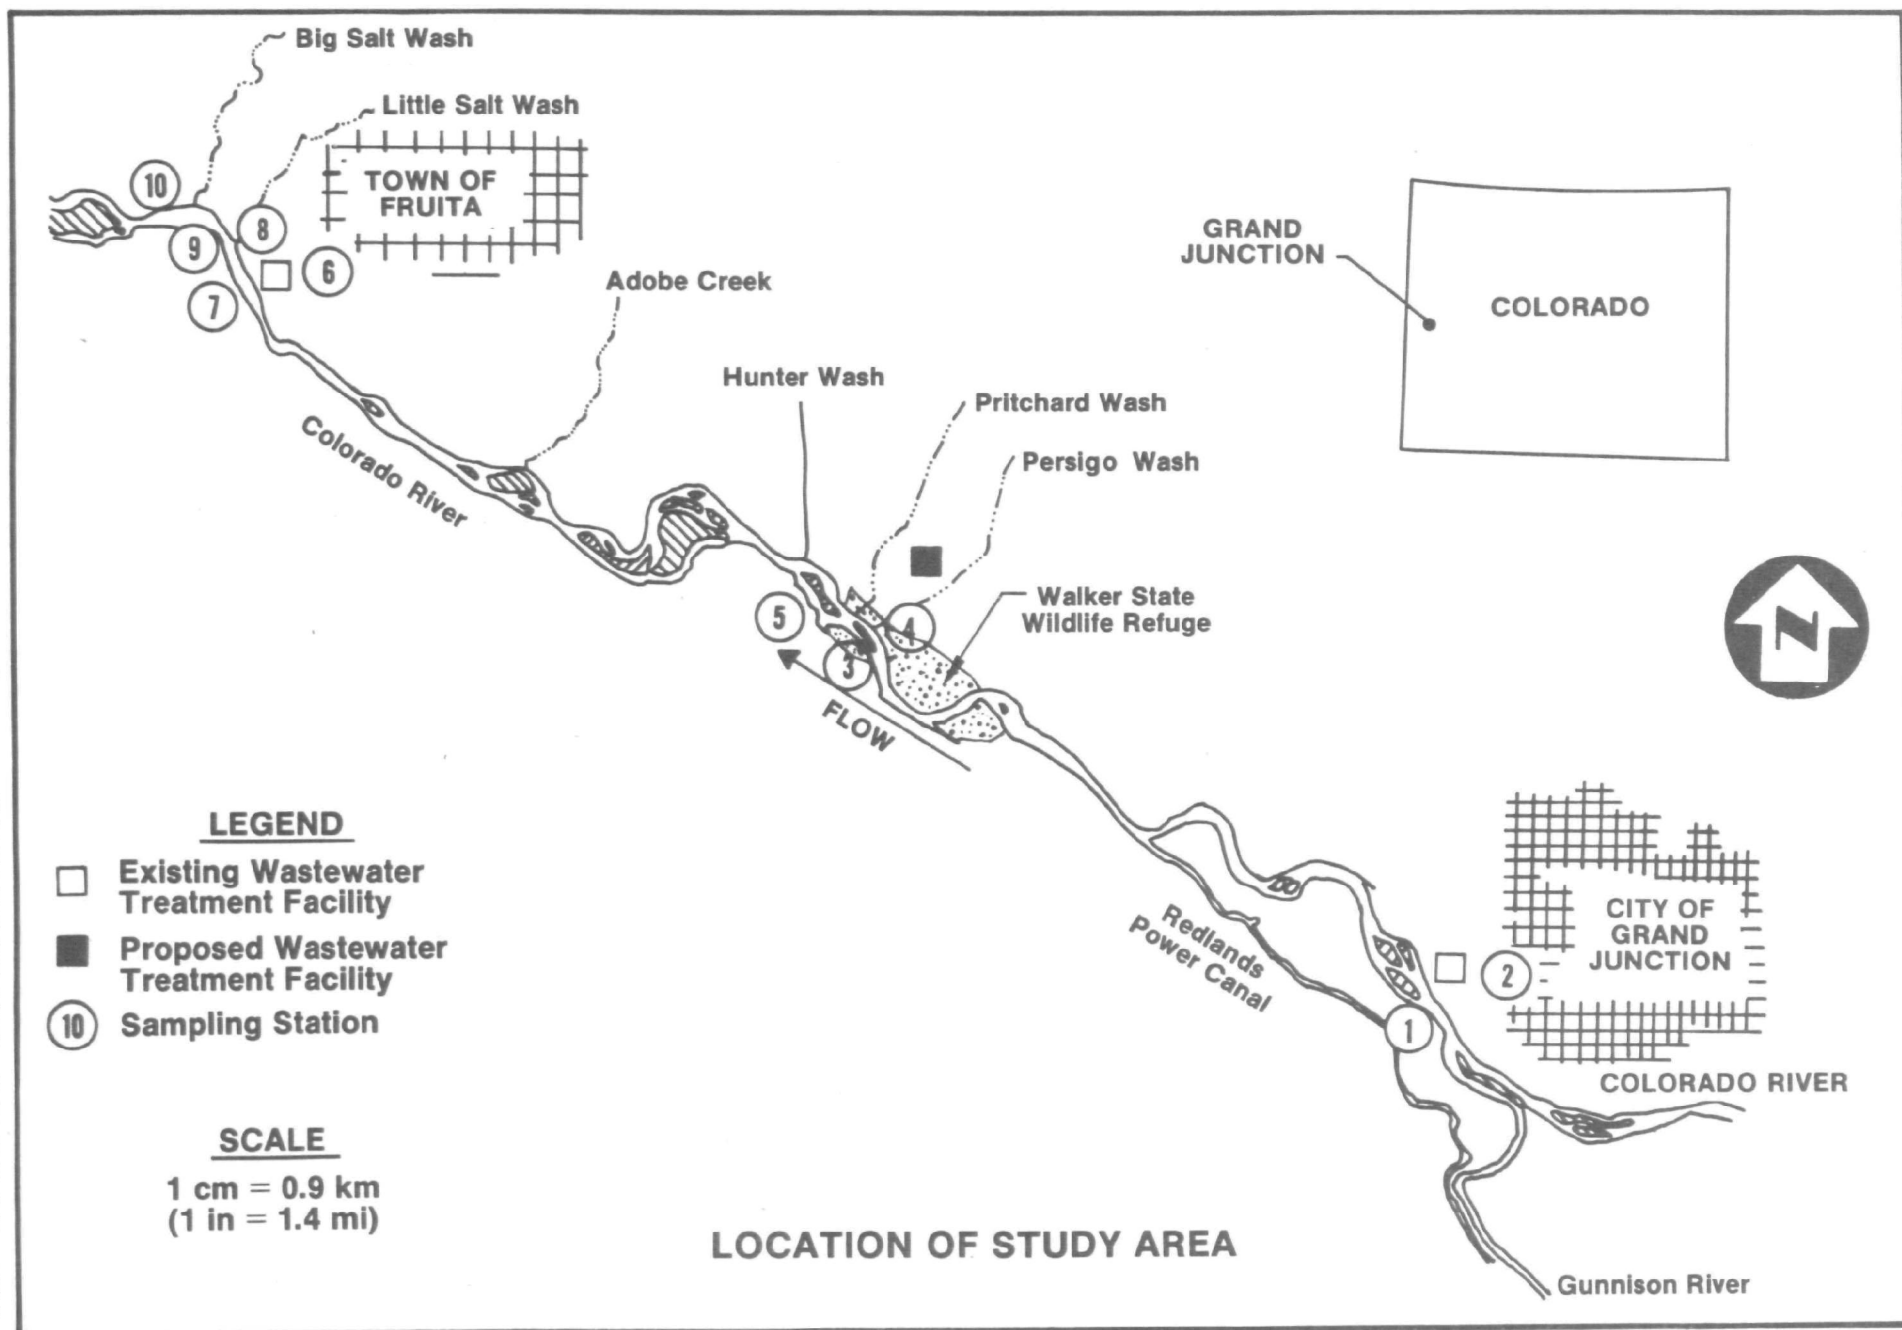 Big Salt Wash
Little Salt Wash
TOWN OF
FRUITA
10
8
9
6
7
Adobe Creek
GRAND
JUNCTION
COLORADO
Hunter Wash
Pritchard Wash
Persigo Wash
Colorado River
Walker State
Wildlife Refuge
5
4
3
FLOW
N
LEGEND
Existing Wastewater
Treatment Facility
Proposed Wastewater
Treatment Facility
10 Sampling Station
Redlands
Power Canal
CITY OF
GRAND
JUNCTION
2
1
COLORADO RIVER
SCALE
1 cm = 0.9 km
(1 in = 1.4 mi)
LOCATION OF STUDY AREA
Gunnison River